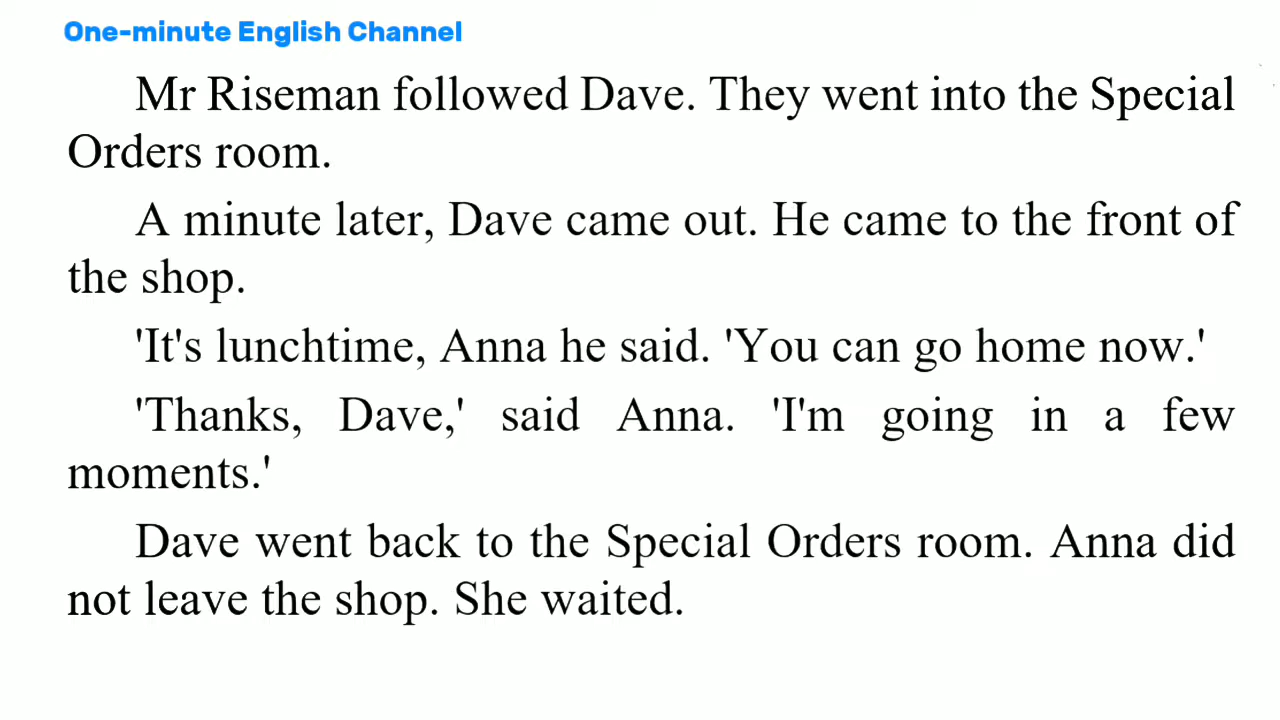 One-minute English Channel
Mr Riseman followed Dave. They went into the Special
Orders room.
A minute later, Dave came out. He came to the front of
the shop.
'It's lunchtime, Anna he said. 'You can go home now.'
'Thanks, Dave,' said Anna. 'I'm going in a few
moments.'
Dave went back to the Special Orders room. Anna did
not leave the shop. She waited.